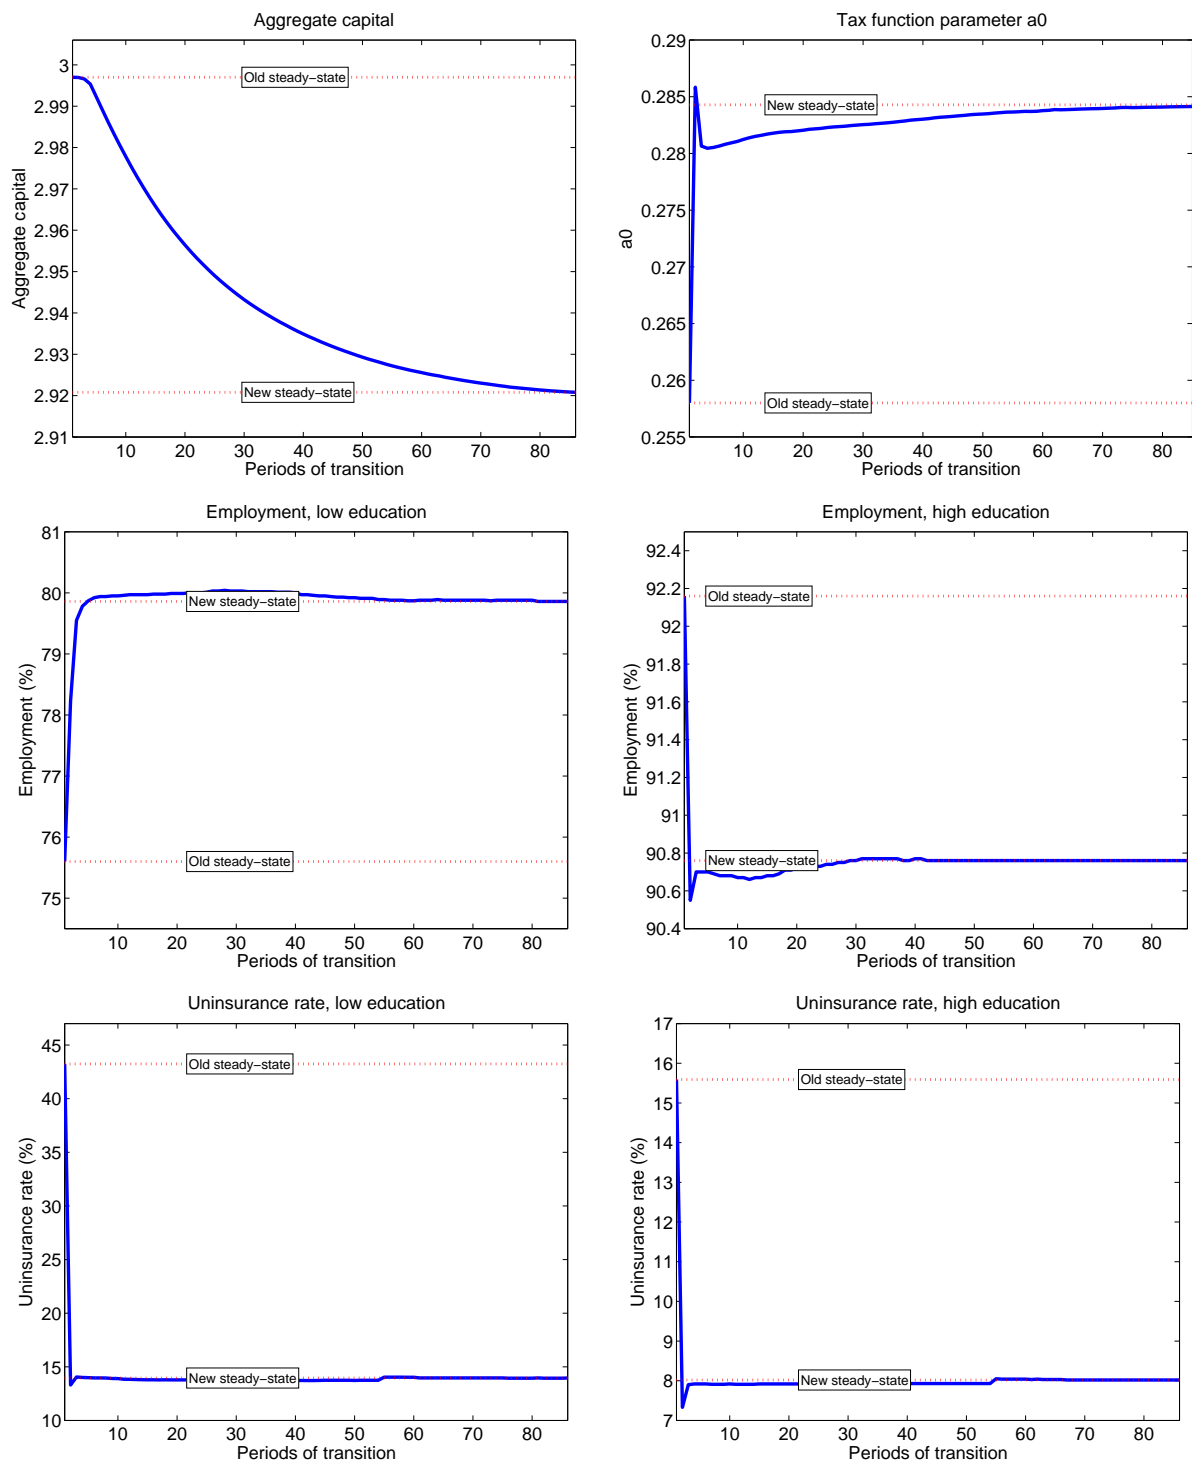 Aggregate capital
3
2.99
2.98
2.97
2.96
2.95
2.94
2.93
2.92
2.91
Aggregate capital
Old steady−state
New steady−state
10 20 30 40 50 60 70 80
Periods of transition
Tax function parameter a0
0.29
0.285
0.28
0.275
0.27
0.265
0.26
0.255
a0
New steady−state
Old steady−state
10 20 30 40 50 60 70 80
Periods of transition
Employment, low education
81
80
79
78
77
76
75
Employment (%)
New steady−state
Old steady−state
10 20 30 40 50 60 70 80
Periods of transition
Employment, high education
92.4
92.2
92
91.8
91.6
91.4
91.2
91
90.8
90.6
90.4
Employment (%)
Old steady−state
New steady−state
10 20 30 40 50 60 70 80
Periods of transition
Uninsurance rate, low education
45
40
35
30
25
20
15
10
Uninsurance rate (%)
Old steady−state
New steady−state
10 20 30 40 50 60 70 80
Periods of transition
Uninsurance rate, high education
17
16
15
14
13
12
11
10
9
8
7
Uninsurance rate (%)
Old steady−state
New steady−state
10 20 30 40 50 60 70 80
Periods of transition